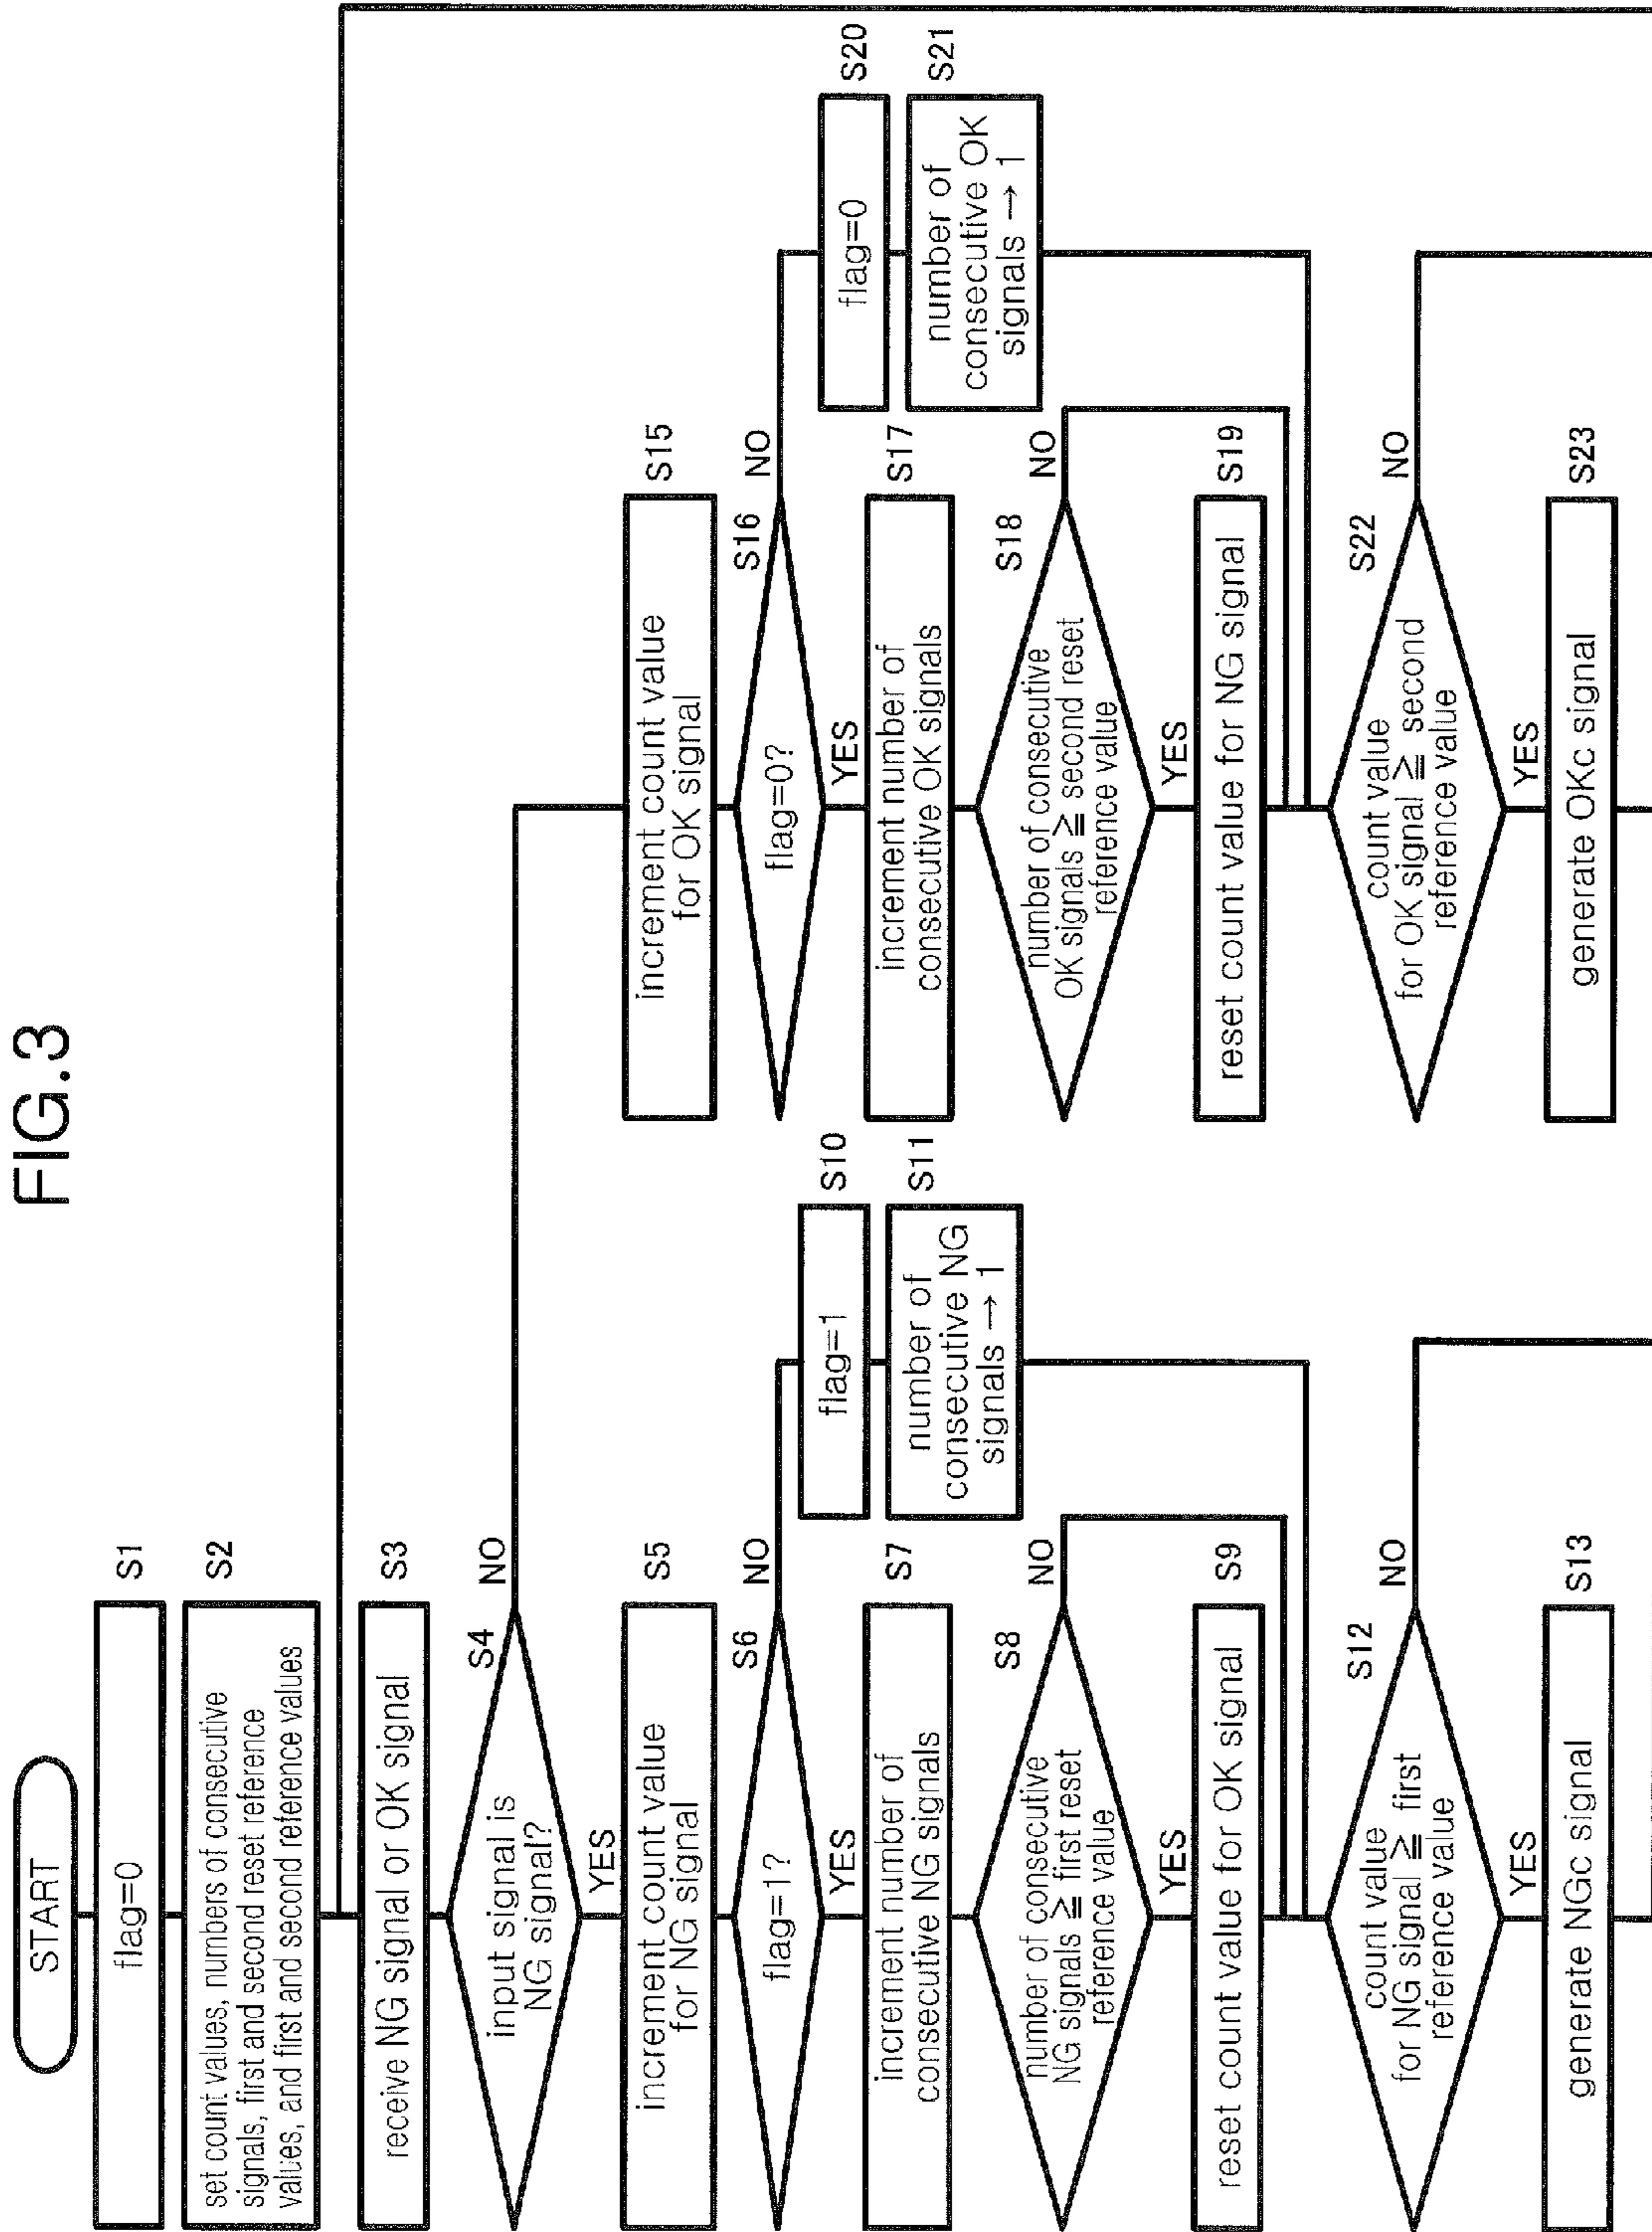 FIG.3
START
flag=0
S1
set count values, numbers of consecutive
signals, first and second reset reference
values, and first and second reference values
S2
receive NG signal or OK signal
S3
input signal is
NG signal?
S4
NO
YES
increment count value
for NG signal
S5
flag=1?
S6
NO
YES
flag=1
S10
number of
consecutive NG
signals → 1
S11
increment number of
consecutive NG signals
S7
number of consecutive
NG signals ≧ first reset
reference value
S8
NO
YES
reset count value for OK signal
S9
count value
for NG signal ≧ first
reference value
S12
NO
YES
generate NGc signal
S13
increment count value
for OK signal
S15
flag=0?
S16
NO
YES
flag=0
S20
number of
consecutive OK
signals → 1
S21
increment number of
consecutive OK signals
S17
number of consecutive
OK signals ≧ second reset
reference value
S18
NO
YES
reset count value for NG signal
S19
count value
for OK signal ≧ second
reference value
S22
NO
YES
generate OKc signal
S23